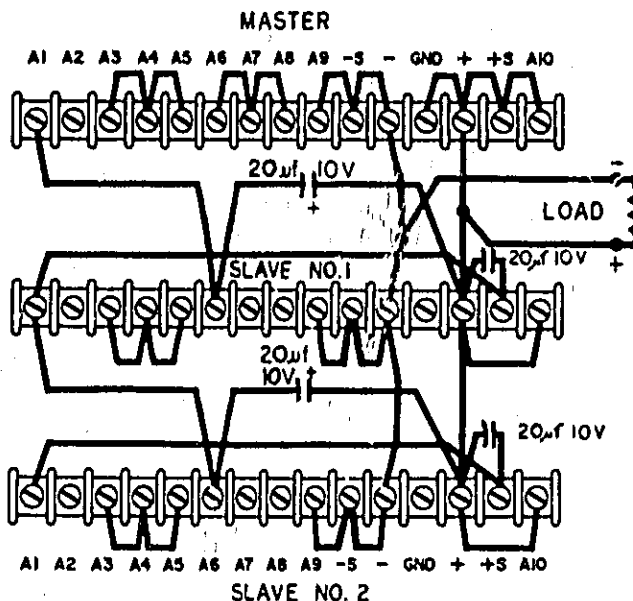 MASTER
A1 A2 A3 A4 A5 A6 A7 A8 A9 -S - GND + +S A10
20µf 10V
+
-
LOAD
+
20µf 10V
SLAVE NO.1
20µf
10V +
20µf 10V
A1 A2 A3 A4 A5 A6 A7 A8 A9 -S - GND + +S A10
SLAVE NO. 2